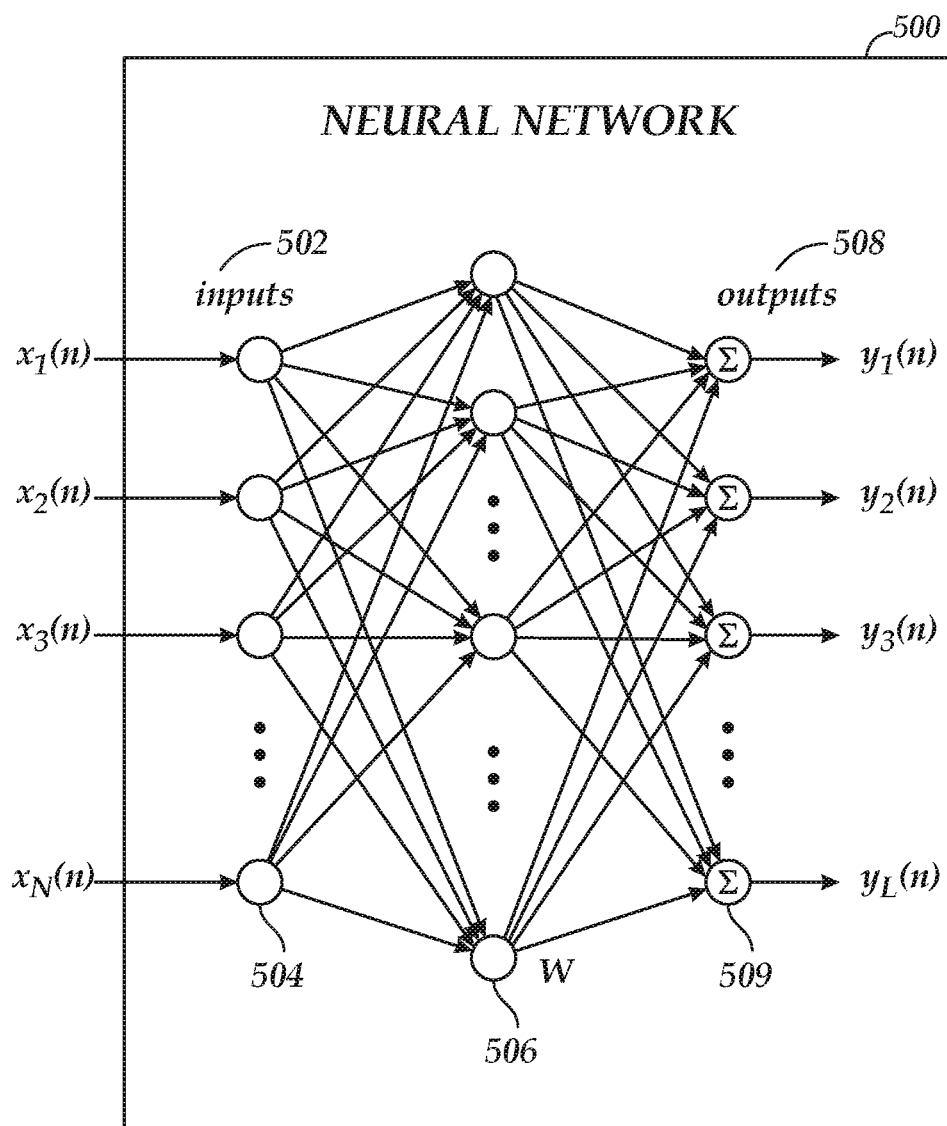 500
NEURAL NETWORK
502
508
inputs
outputs
x1(n)
Σ
y1(n)
x2(n)
Σ
y2(n)
x3(n)
Σ
y3(n)
xN(n)
Σ
yL(n)
504
W
509
506